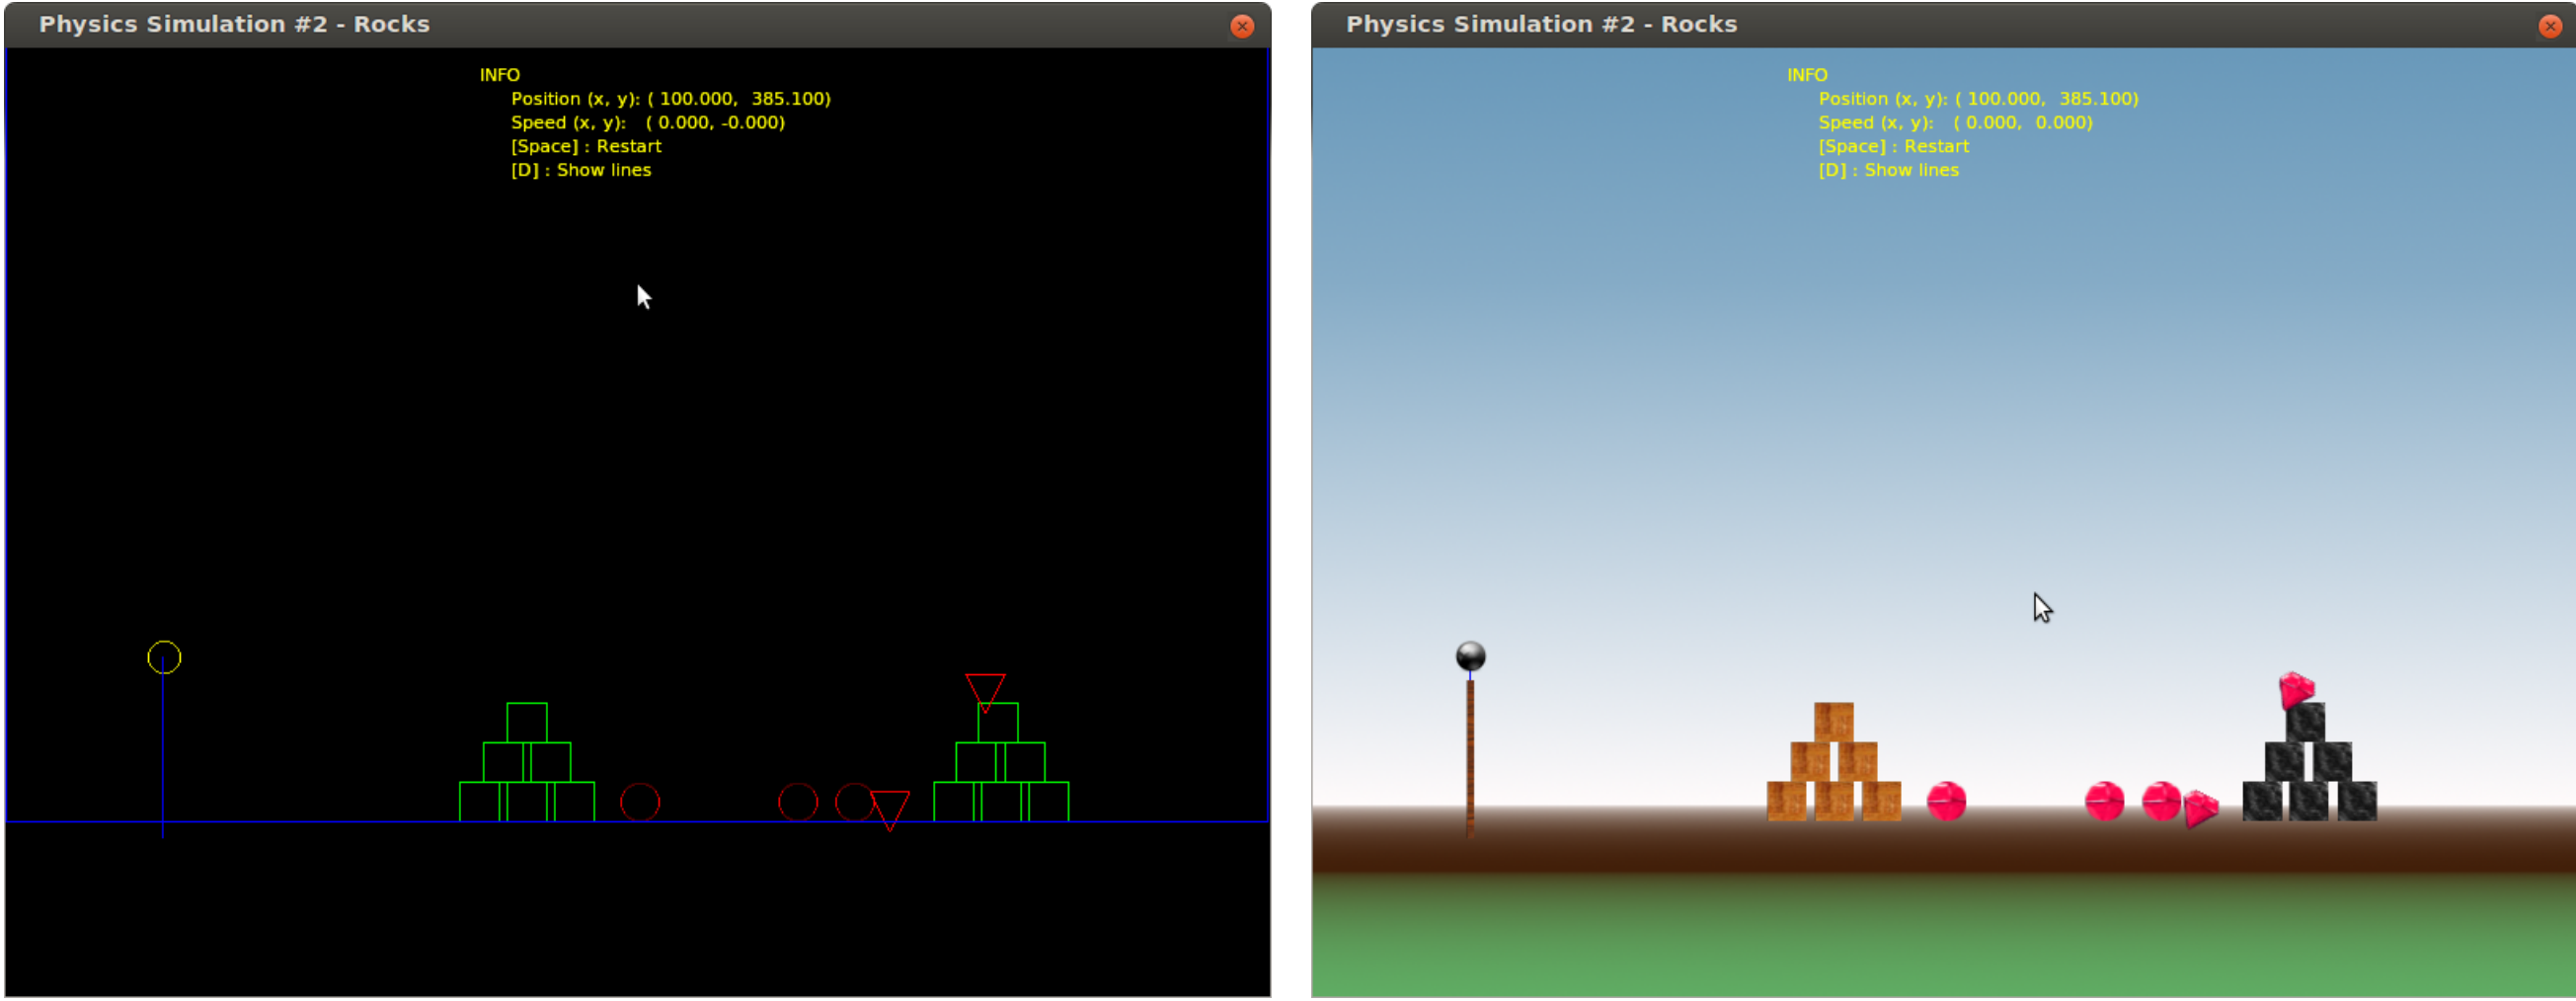 Physics Simulation #2 - Rocks
INFO
Position (x, y): ( 100.000, 385.100)
Speed (x, y): ( 0.000, -0.000)
[Space] : Restart
[D] : Show lines
Physics Simulation #2 - Rocks
INFO
Position (x, y): ( 100.000, 385.100)
Speed (x, y): ( 0.000, 0.000)
[Space] : Restart
[D] : Show lines